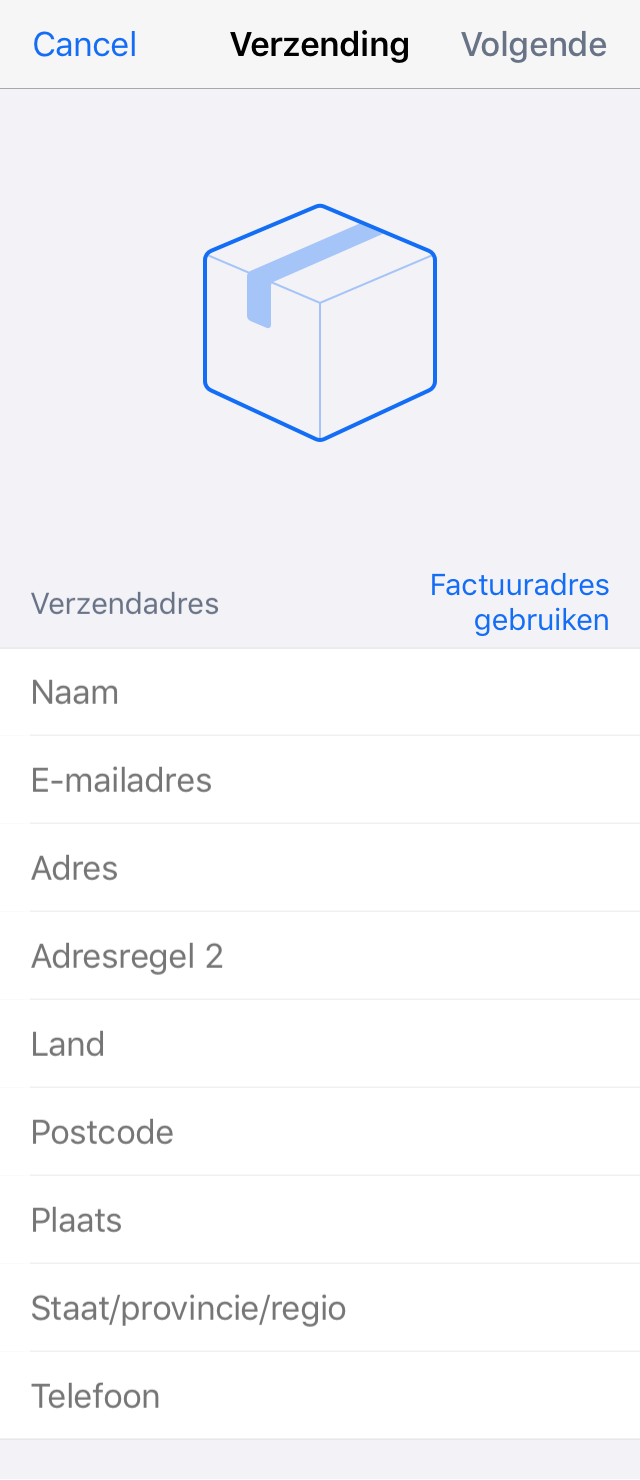 Cancel
Verzending
Volgende
Verzendadres
Factuuradres
gebruiken
Naam
E-mailadres
Adres
Adresregel 2
Land
Postcode
Plaats
Staat/provincie/regio
Telefoon